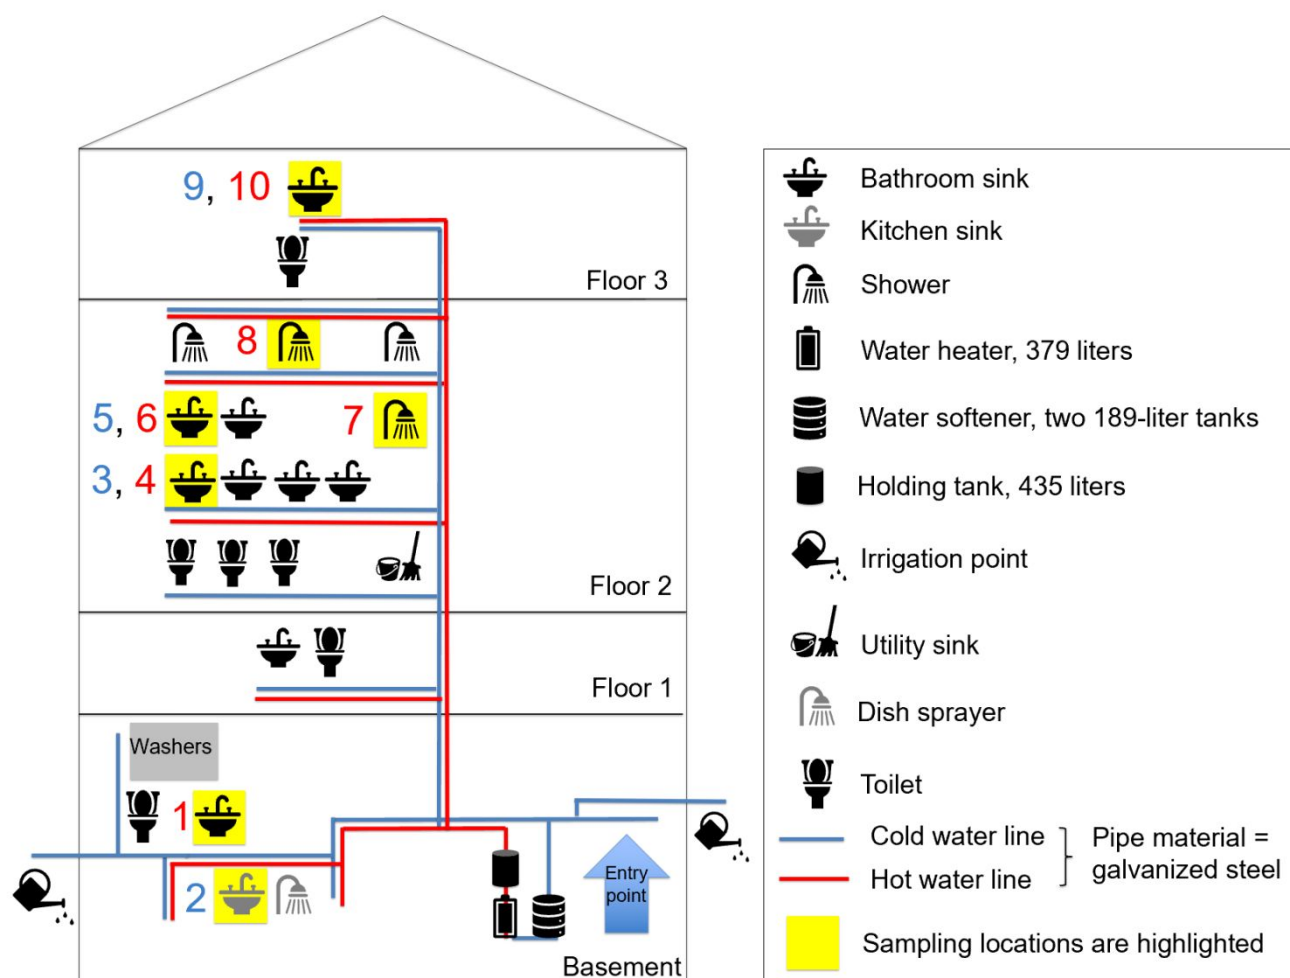 9, 10
Floor 3
8
5, 6
7
3, 4
Floor 2
Floor 1
Washers
1
2
Entry
point
Basement
Bathroom sink
Kitchen sink
Shower
Water heater, 379 liters
Water softener, two 189-liter tanks
Holding tank, 435 liters
Irrigation point
Utility sink
Dish sprayer
Toilet
Cold water line
Hot water line
Pipe material =
galvanized steel
Sampling locations are highlighted